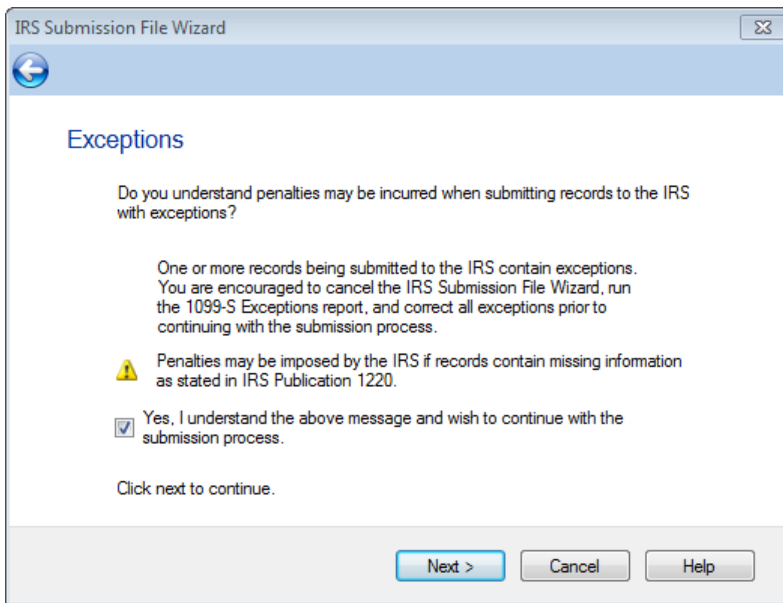 IRS Submission File Wizard
Exceptions
Do you understand penalties may be incurred when submitting records to the IRS
with exceptions?
One or more records being submitted to the IRS contain exceptions.
You are encouraged to cancel the IRS Submission File Wizard, run
the 1099-S Exceptions report, and correct all exceptions prior to
continuing with the submission process.
Penalties may be imposed by the IRS if records contain missing information
as stated in IRS Publication 1220.
Yes, I understand the above message and wish to continue with the
submission process.
Click next to continue.
Next > Cancel Help